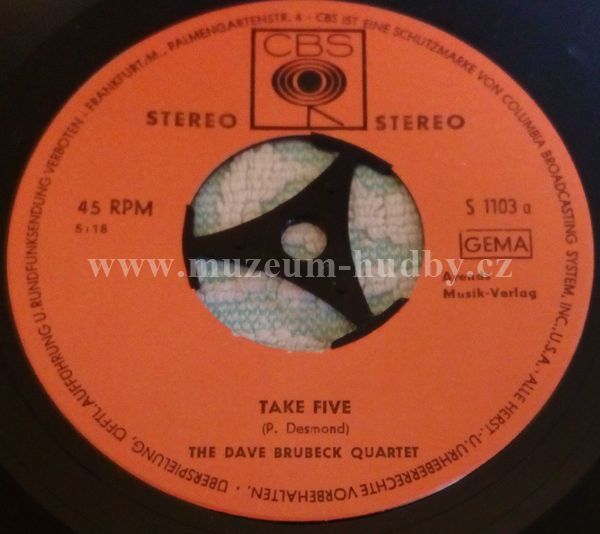 CBS
STEREO STEREO
45 RPM
5:18
S 1103 a
GEMA
Musik-Verlag
www.muzeum-hudby.cz
TAKE FIVE
(P. Desmond)
THE DAVE BRUBECK QUARTET
FRANKFURT/M., PALMENGARTENSTR. 4 - CBS IST EINE SCHUTZMARKE VON COLUMBIA BROADCASTING SYSTEM, INC., U.S.A., ALLE HERST.-U. URHEBERRECHTE VORBEHALTEN. ÜBERSPIELUNG, ÖFFTL. AUFFÜHRUNG U. RUNDFUNKSENDUNG VERBOTEN -